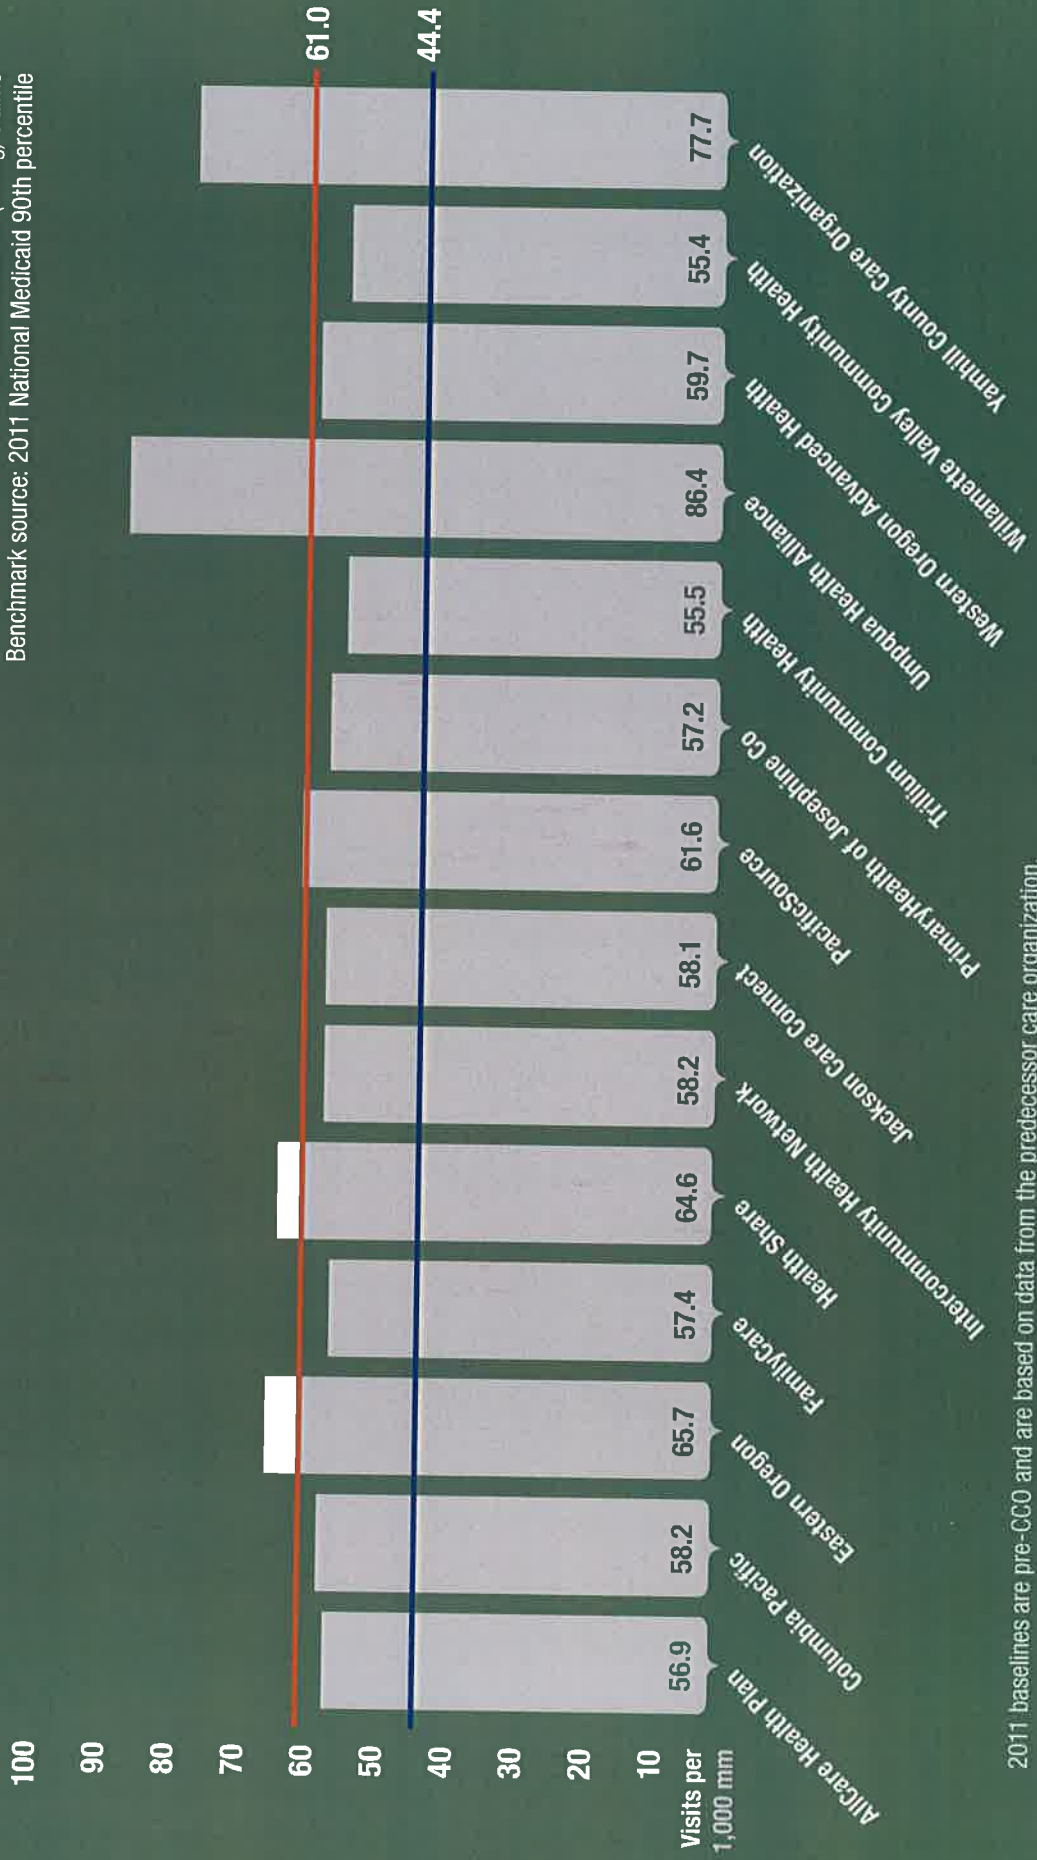 Benchmark source: 2011 National Medicaid 90th percentile
100
90
80
70
60
50
40
30
20
10
Visits per
1,000 mm
61.0
44.4
56.9
58.2
65.7
57.4
64.6
58.2
58.1
61.6
57.2
55.5
86.4
59.7
55.4
77.7
AllCare Health Plan
Columbia Pacific
Eastern Oregon
FamilyCare
Health Share
Intercommunity Health Network
Jackson Care Connect
PacificSource
PrimaryHealth of Josephine Co
Trillium Community Health
Umpqua Health Alliance
Western Oregon Advanced Health
Willamette Valley Community Health
Yamhill County Care Organization
2011 baselines are pre-CCO and are based on data from the predecessor care organization.